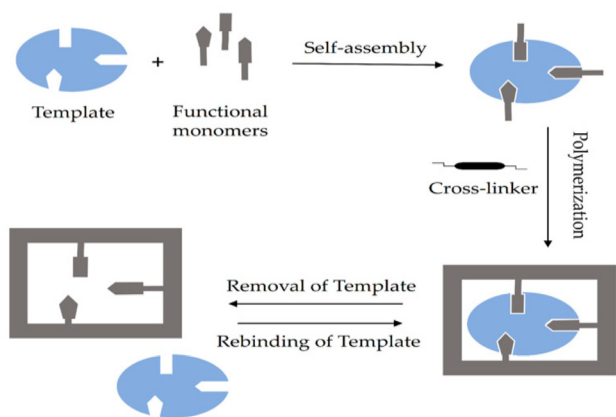 Self-assembly
+
Template
Functional
monomers
Polymerization
Cross-linker
Removal of Template
Rebinding of Template